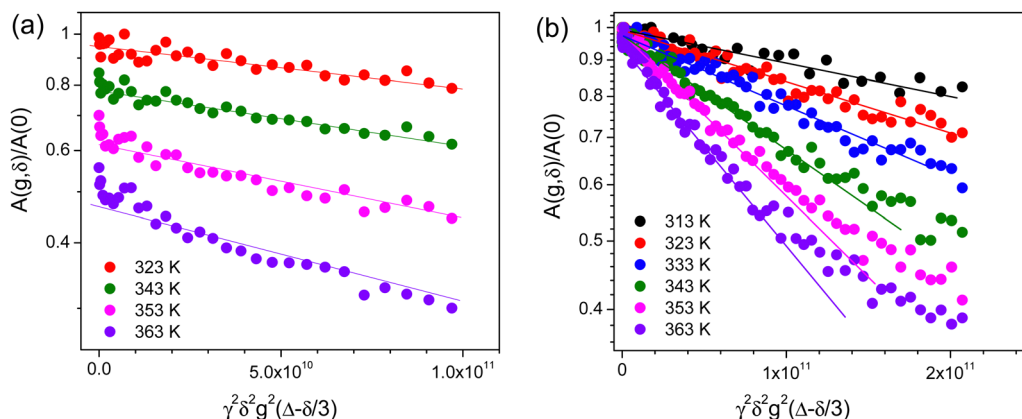 (a)
1
0.8
0.6
0.4
A(g,δ)/A(0)
323 K
343 K
353 K
363 K
0.0
5.0x10¹⁰
1.0x10¹¹
γ²δ²g²(Δ-δ/3)
(b)
1
0.9
0.8
0.7
0.6
0.5
0.4
A(g,δ)/A(0)
313 K
323 K
333 K
343 K
353 K
363 K
0
1x10¹¹
2x10¹¹
γ²δ²g²(Δ-δ/3)